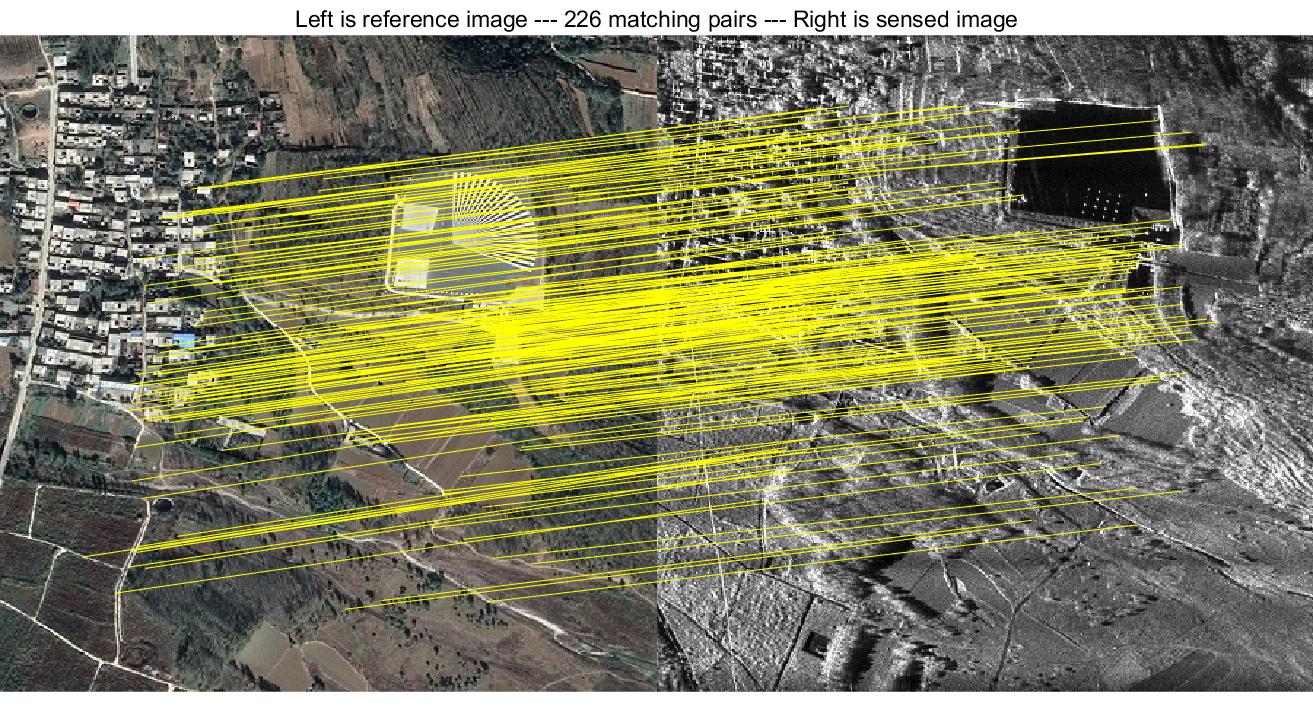 Left is reference image --- 226 matching pairs --- Right is sensed image